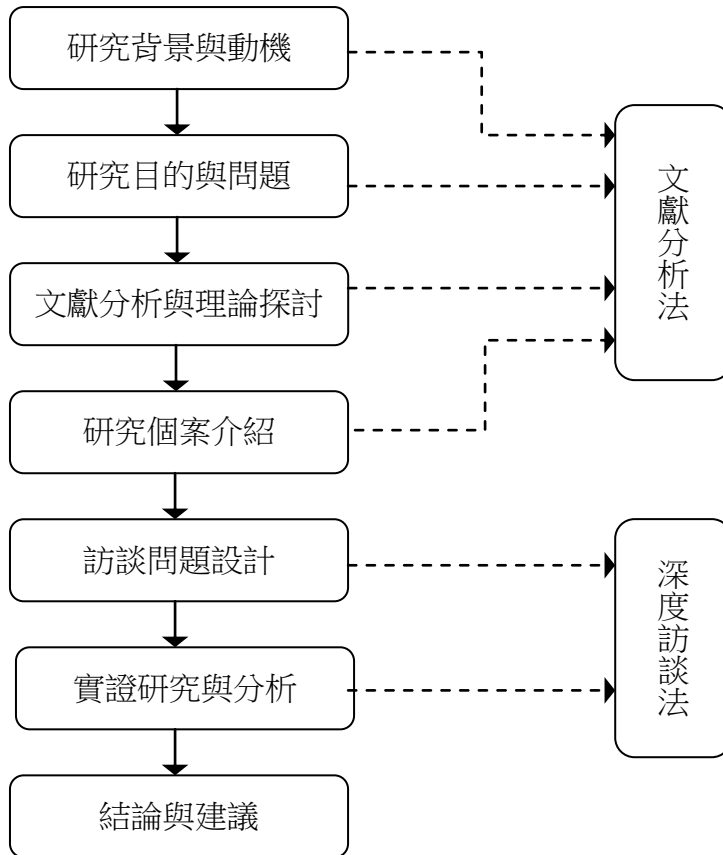 研究背景與動機
研究目的與問題
文獻分析與理論探討
研究個案介紹
訪談問題設計
實證研究與分析
結論與建議
文獻分析法
深度訪談法